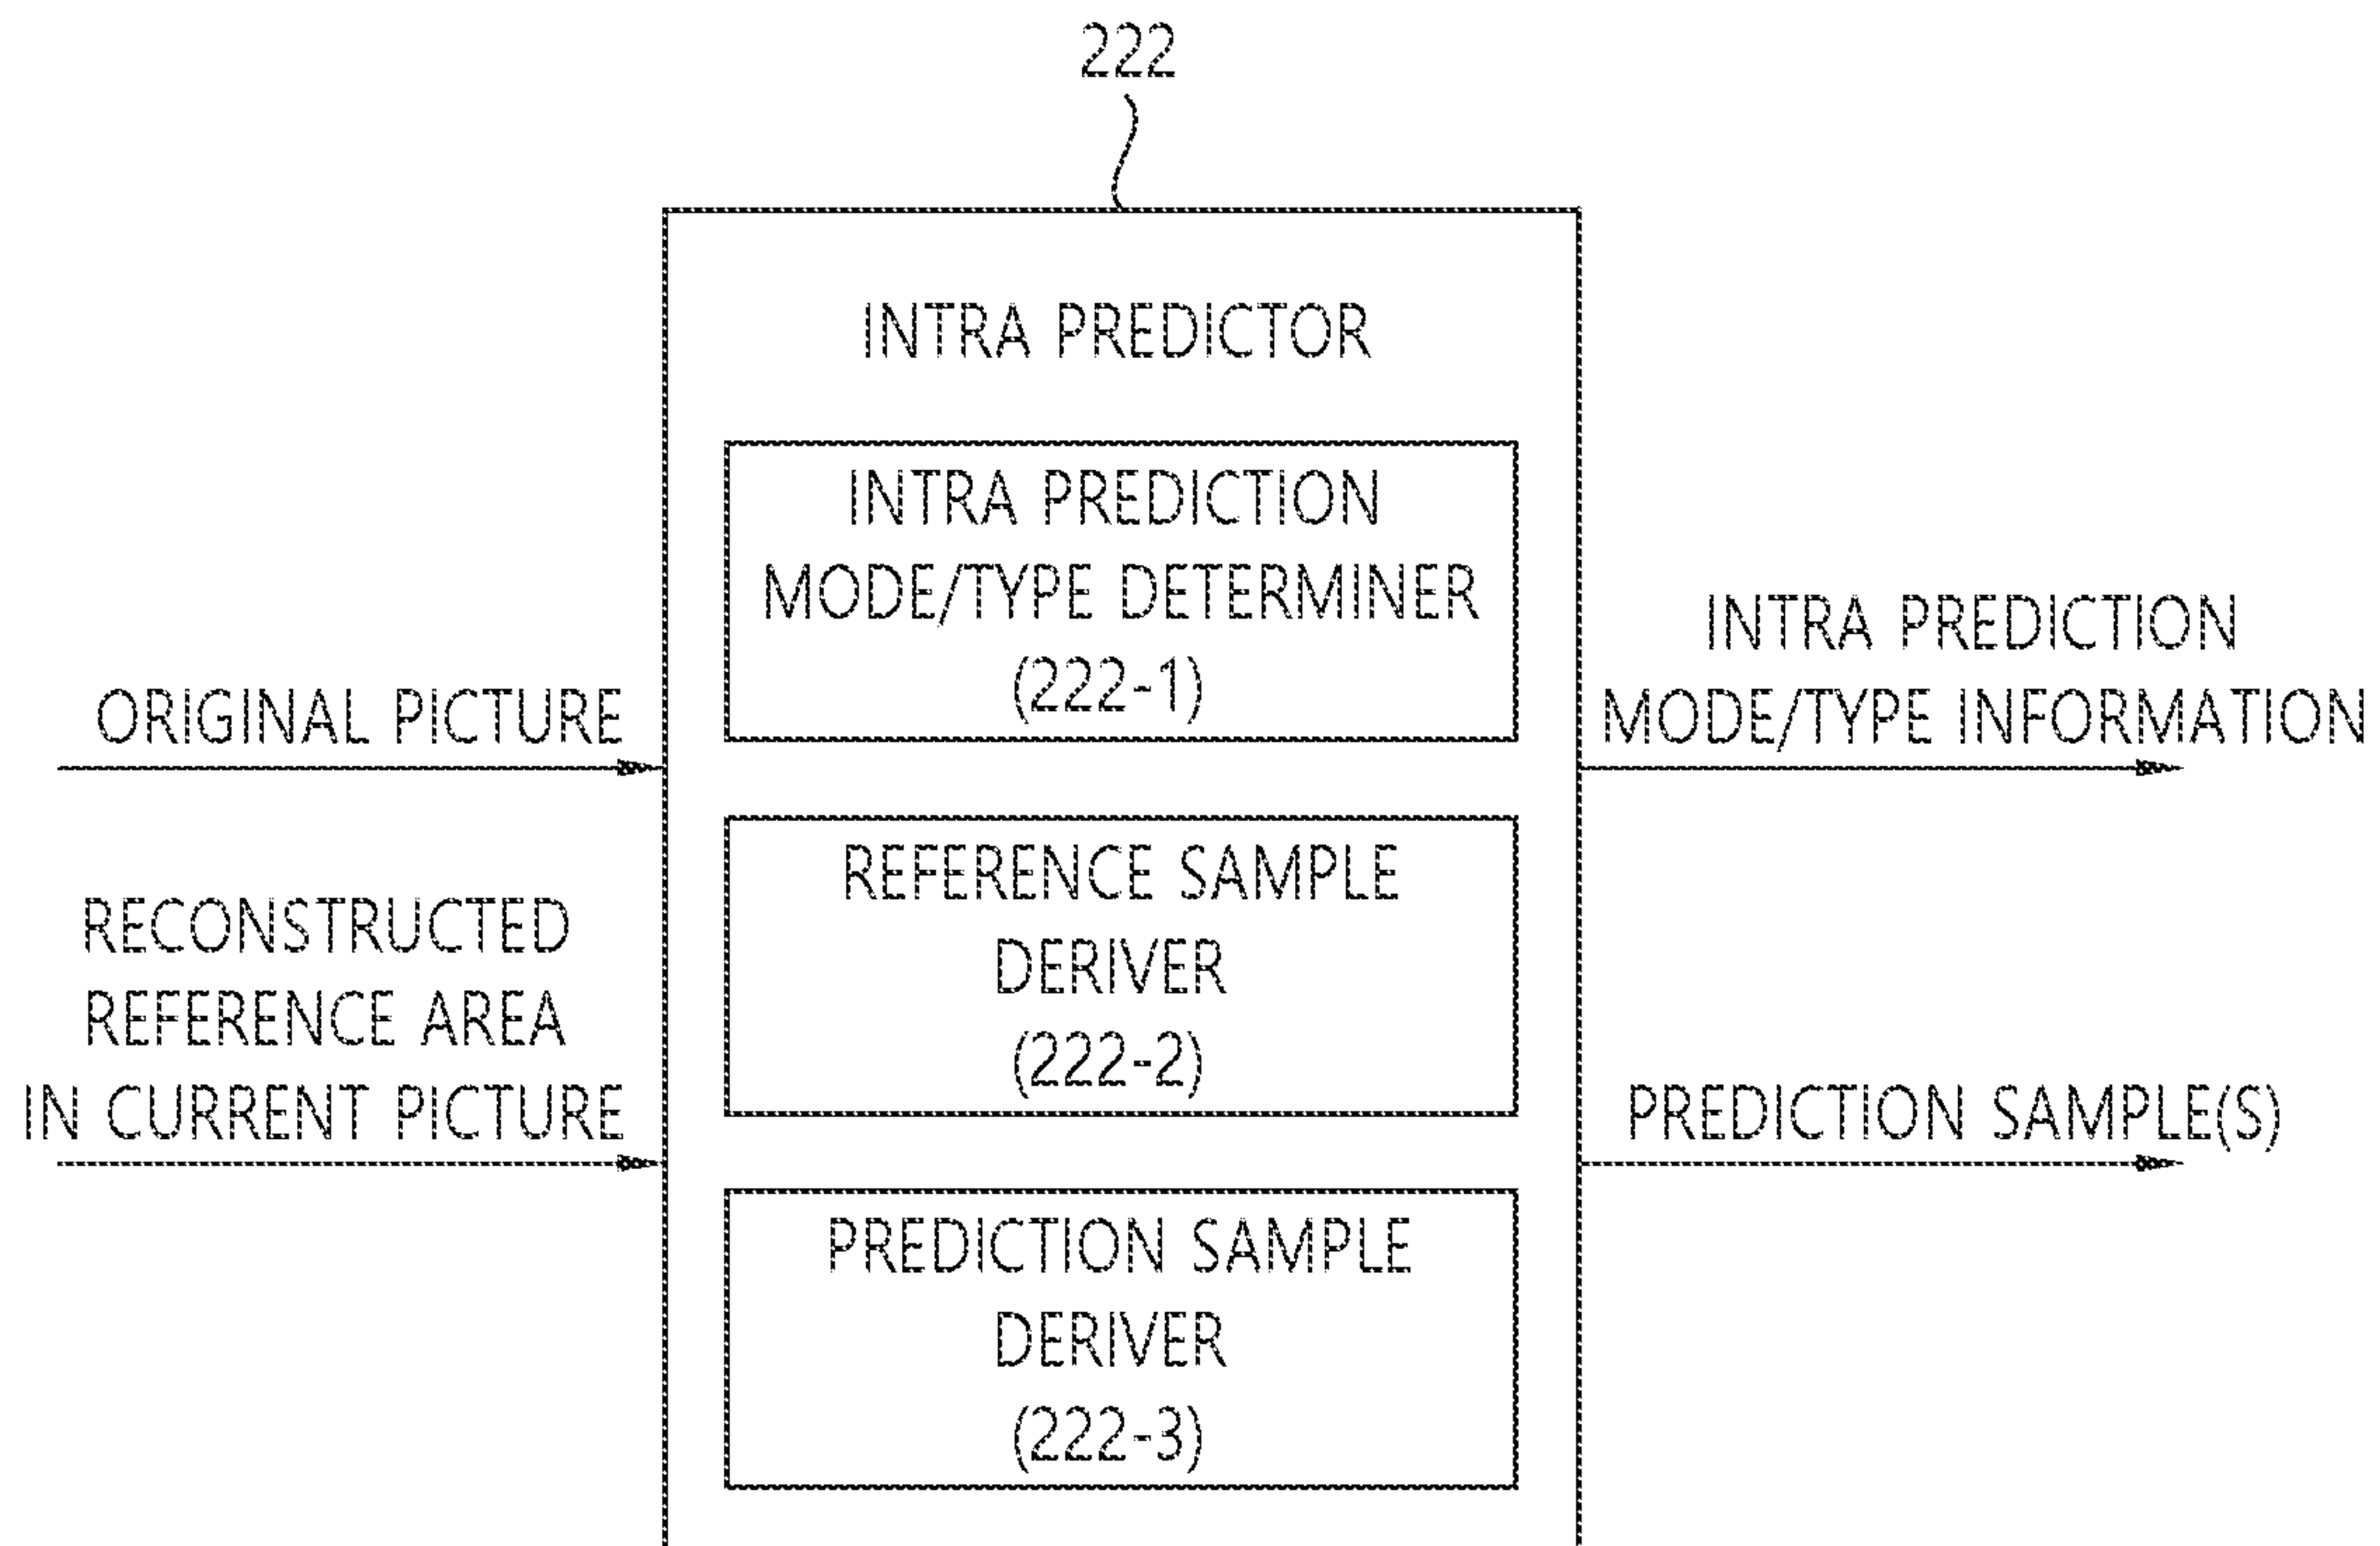 222
INTRA PREDICTOR
INTRA PREDICTION
MODE/TYPE DETERMINER
(222-1)
REFERENCE SAMPLE
DERIVER
(222-2)
PREDICTION SAMPLE
DERIVER
(222-3)
ORIGINAL PICTURE
RECONSTRUCTED
REFERENCE AREA
IN CURRENT PICTURE
INTRA PREDICTION
MODE/TYPE INFORMATION
PREDICTION SAMPLE(S)